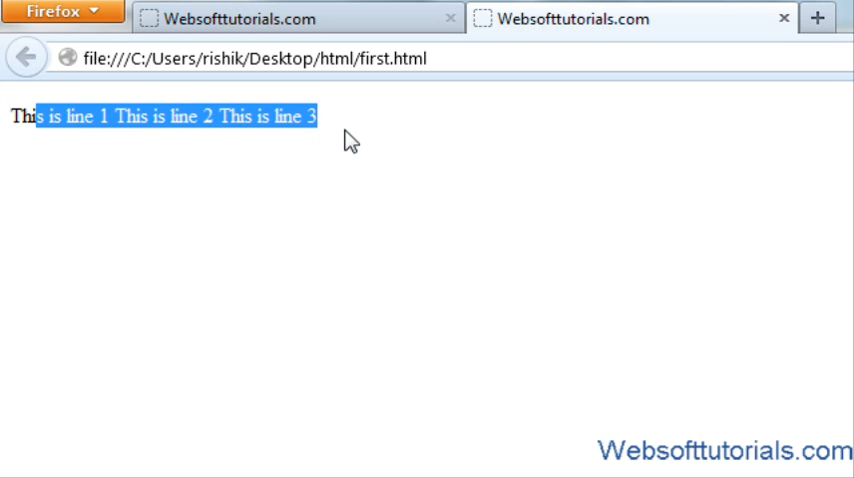 Firefox
Websofttutorials.com
Websofttutorials.com
file:///C:/Users/rishik/Desktop/html/first.html
This is line 1 This is line 2 This is line 3
Websofttutorials.com